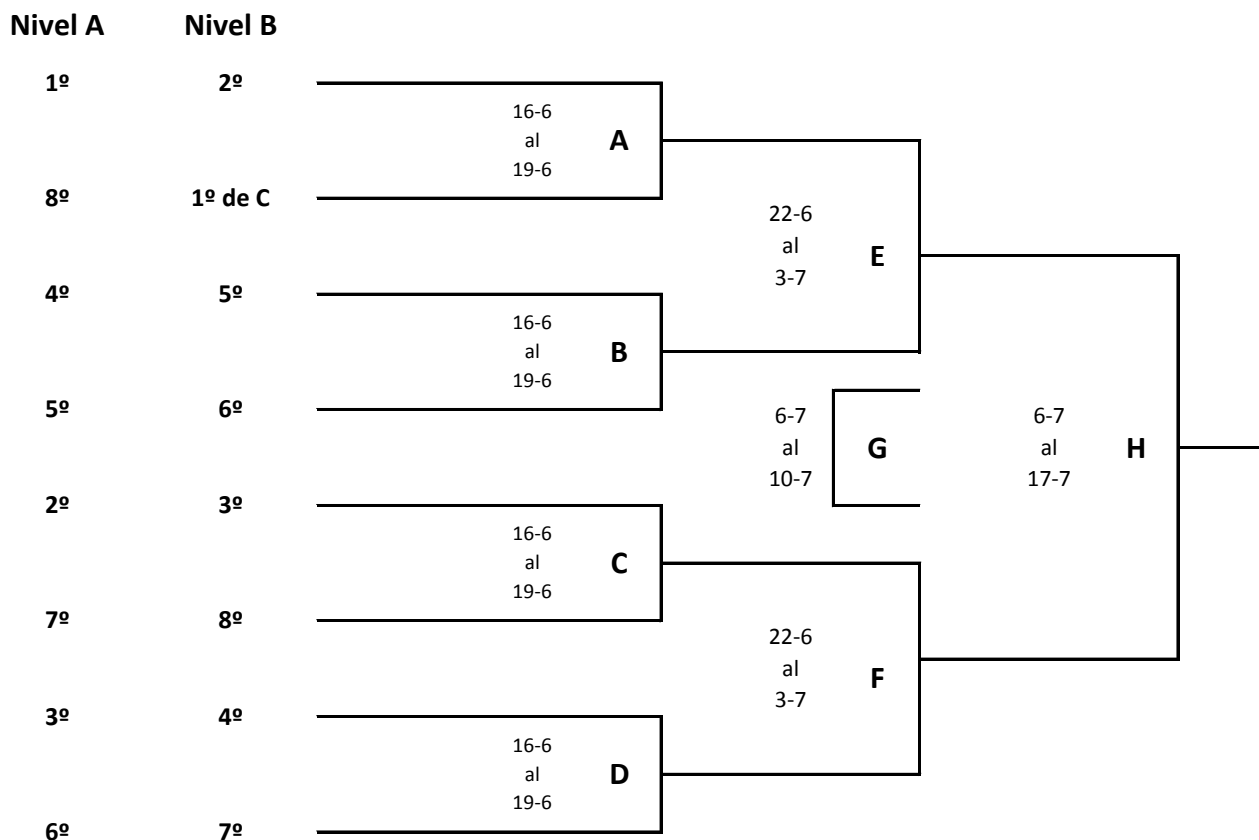 Nivel A Nivel B
1º 2º
16-6
al A
19-6
8º 1º de C
22-6
al E
3-7
4º 5º
16-6
al B
19-6
5º 6º
6-7 6-7
al G al H
10-7 17-7
2º 3º
16-6
al C
19-6
7º 8º
22-6
al F
3-7
3º 4º
16-6
al D
19-6
6º 7º